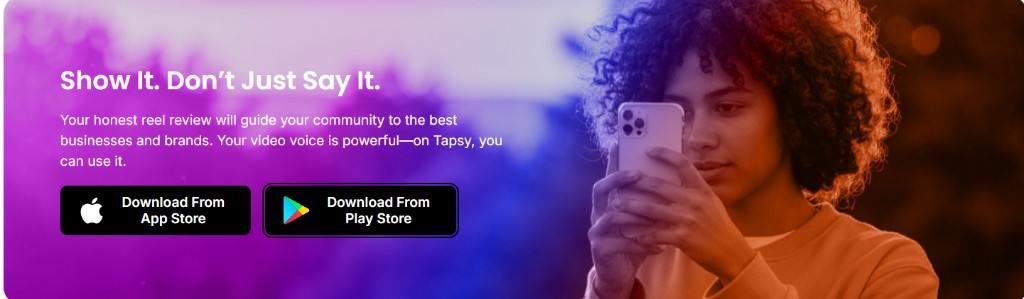 Show It. Don’t Just Say It.
Your honest reel review will guide your community to the best
businesses and brands. Your video voice is powerful—on Tapsy, you
can use it.
Download From
App Store
Download From
Play Store